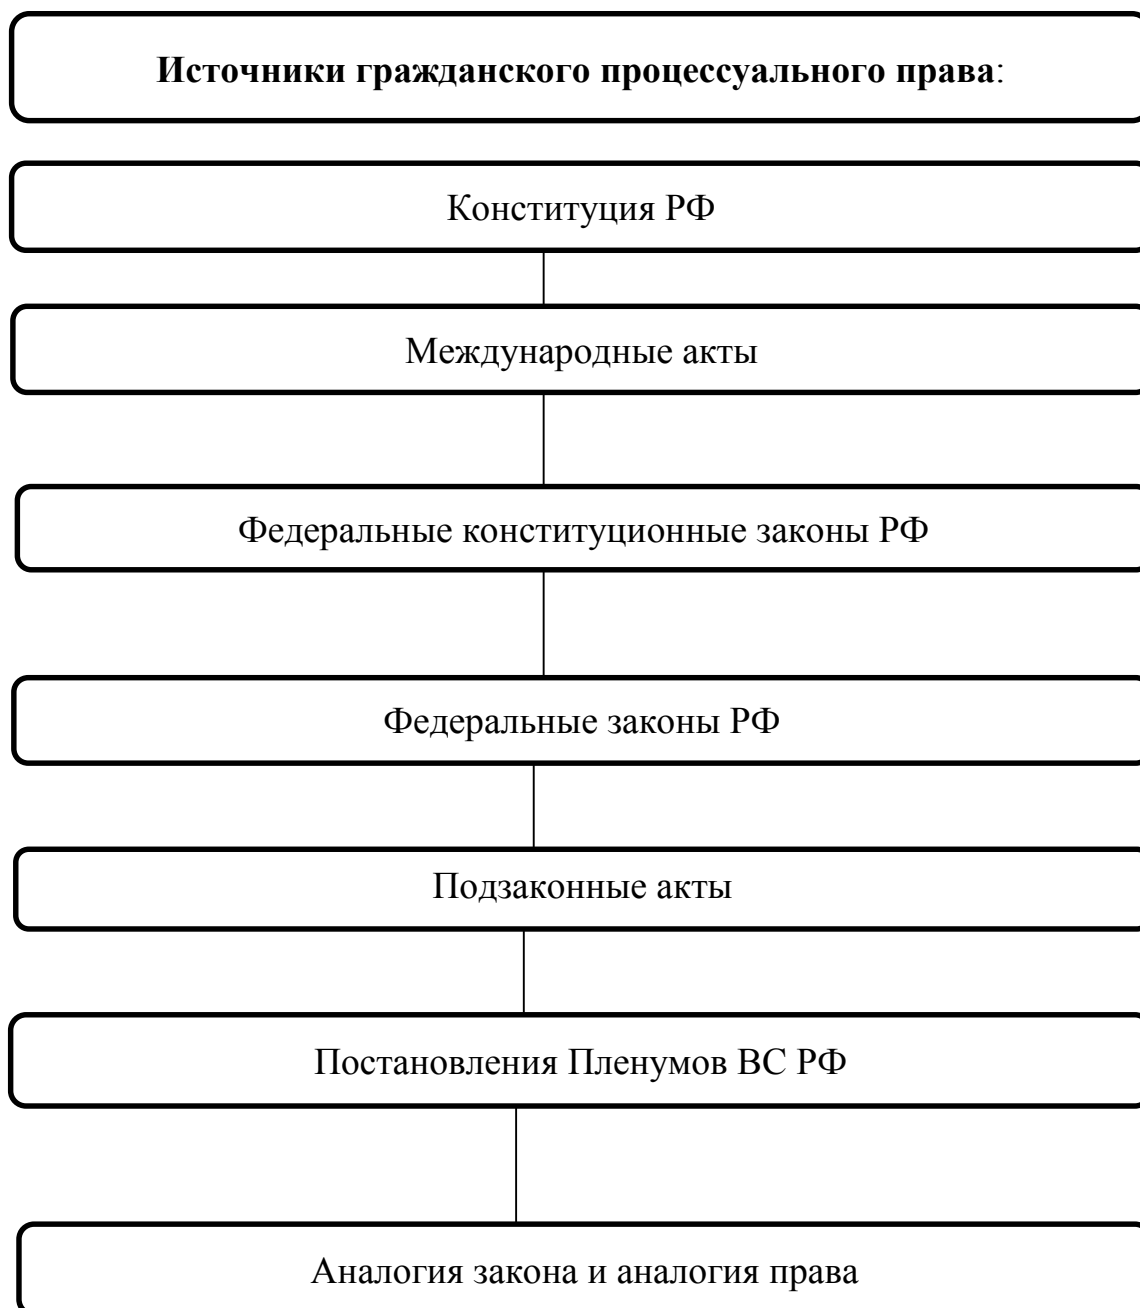 Источники гражданского процессуального права:
Конституция РФ
Международные акты
Федеральные конституционные законы РФ
Федеральные законы РФ
Подзаконные акты
Постановления Пленумов ВС РФ
Аналогия закона и аналогия права